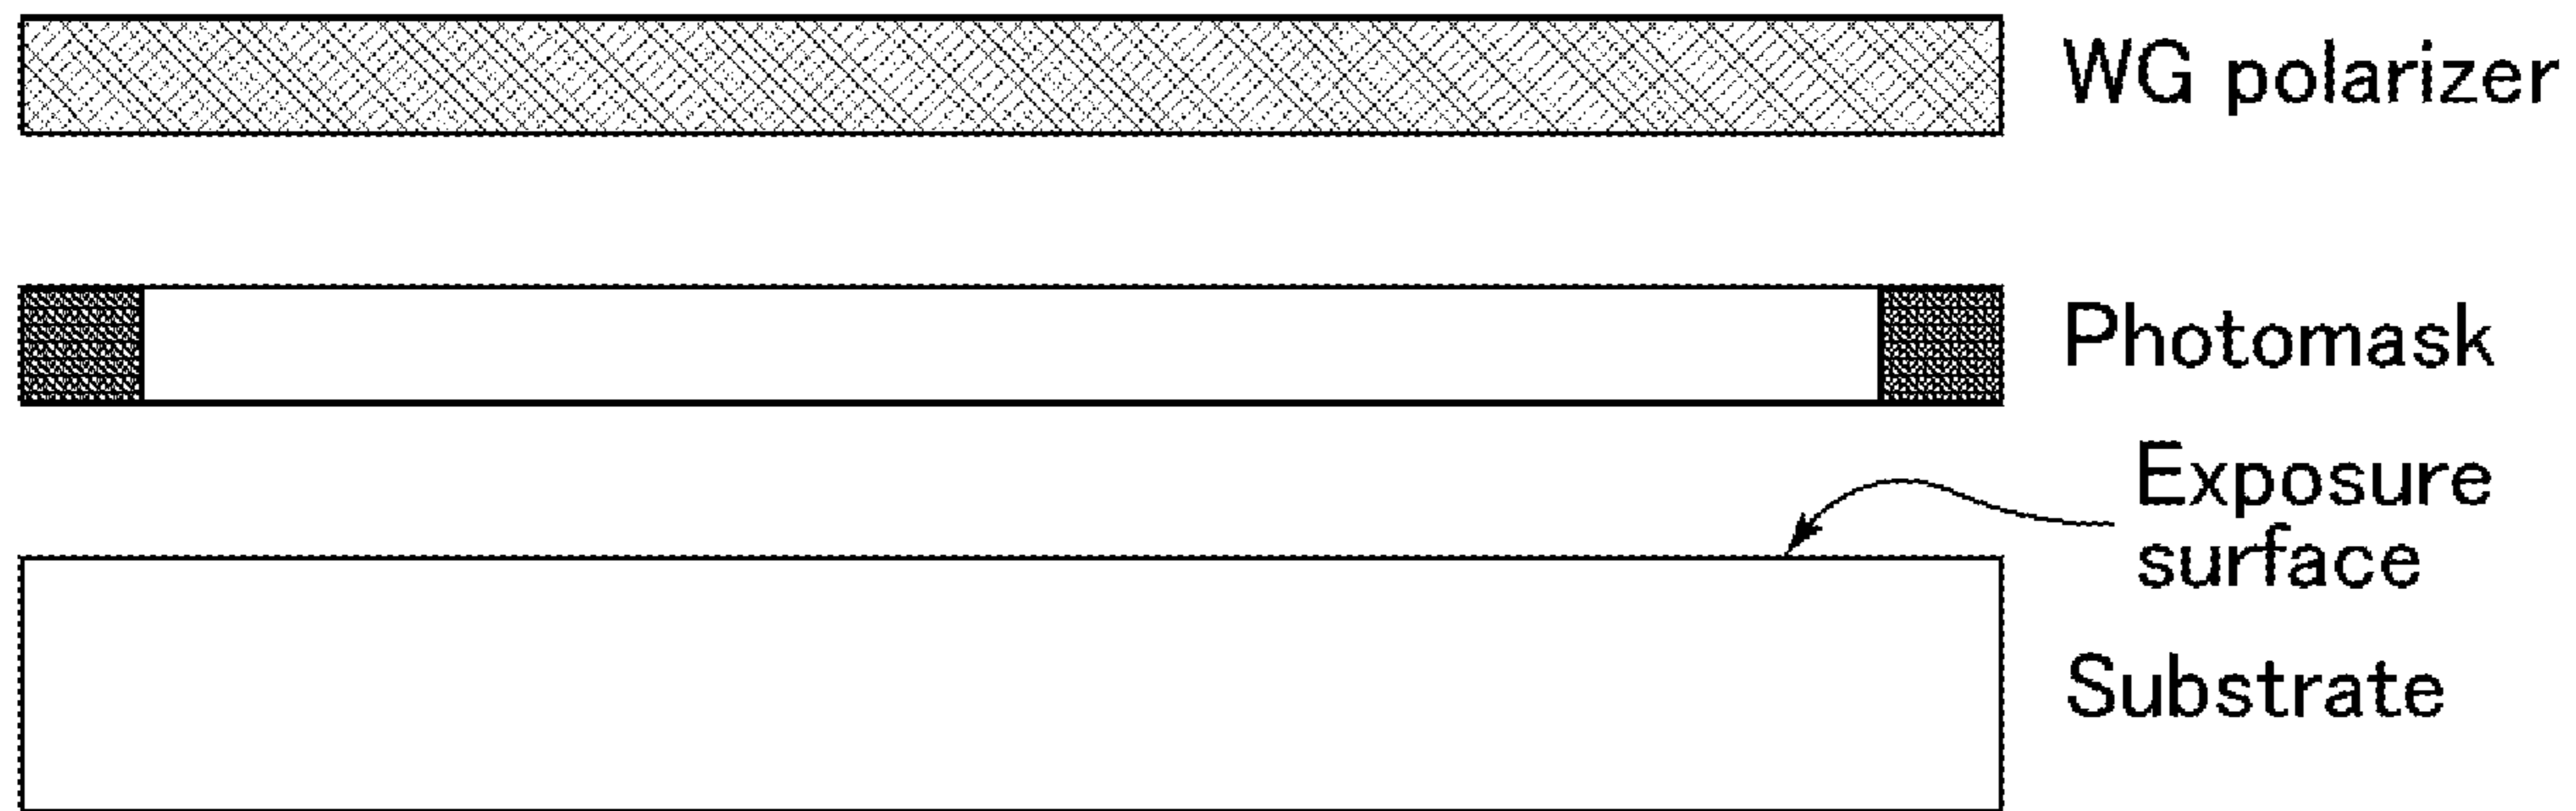 WG polarizer
Photomask
Exposure
surface
Substrate